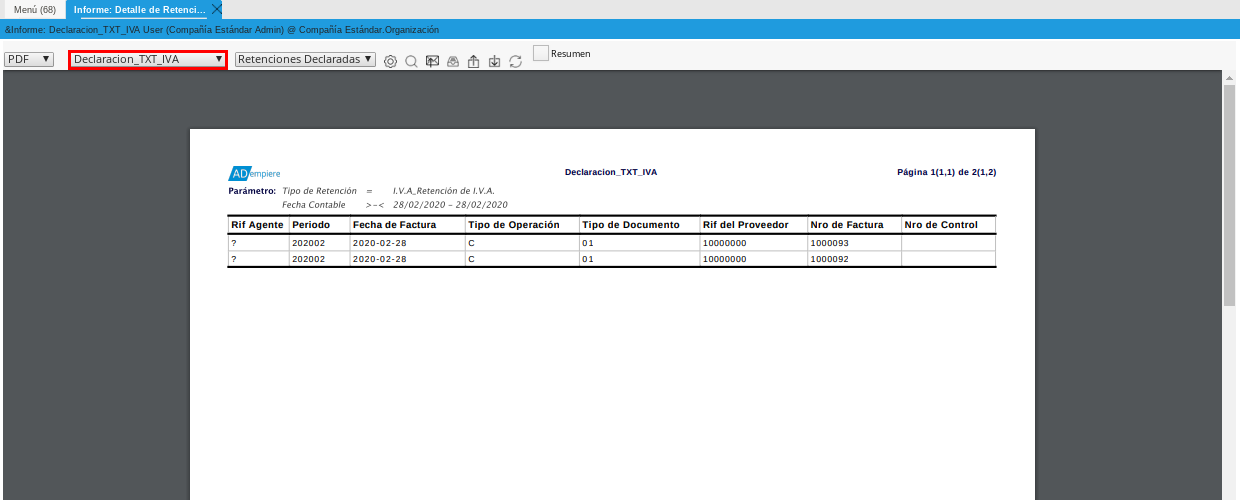 Menú (68) Informe: Detalle de Retenci...
&Informe: Declaracion_TXT_IVA User (Compañía Estándar Admin) @ Compañía Estándar.Organización
PDF Declaracion_TXT_IVA Retenciones Declaradas Resumen
ADempiere Declaracion_TXT_IVA Página 1(1,1) de 2(1,2)
Parámetro: Tipo de Retención = I.V.A_Retención de I.V.A.
Fecha Contable >-< 28/02/2020 – 28/02/2020
Rif Agente Periodo Fecha de Factura Tipo de Operación Tipo de Documento Rif del Proveedor Nro de Factura Nro de Control
? 202002 2020-02-28 C 01 10000000 1000093
? 202002 2020-02-28 C 01 10000000 1000092